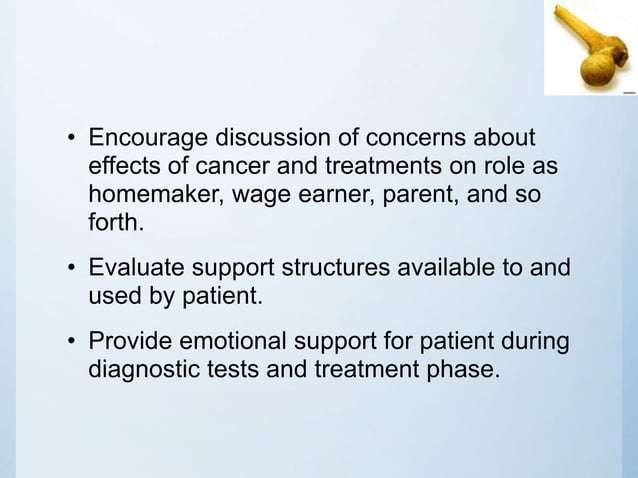 • Encourage discussion of concerns about
effects of cancer and treatments on role as
homemaker, wage earner, parent, and so
forth.
• Evaluate support structures available to and
used by patient.
• Provide emotional support for patient during
diagnostic tests and treatment phase.